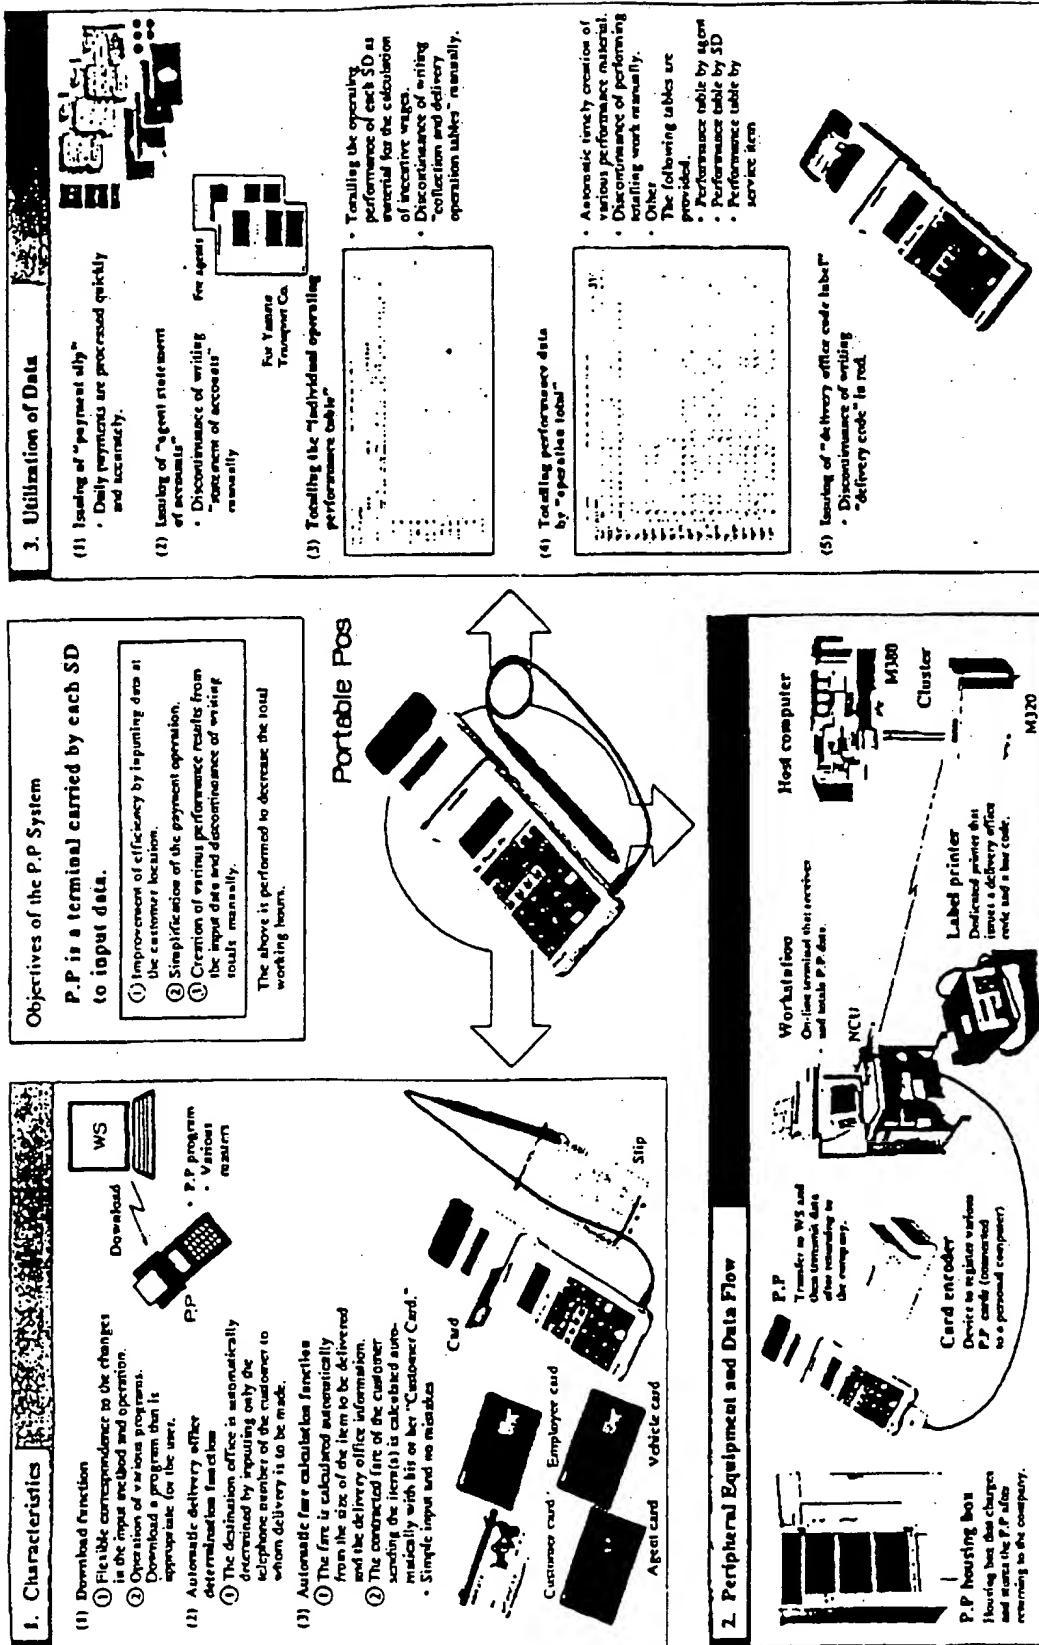 Objectives of the P.P System
P.P is a terminal carried by each SD
to input data.
① Improvement of efficiency by inputing data at
the customer location.
② Simplification of the payment operation.
③ Creation of various performance results from
the input data and discontinuance of writing
totals manually.
The above is performed to decrease the total
working hours.
Portable Pos
1. Characteristics
(1) Download function
① Flexible correspondence to the changes
in the input method and operation.
② Operation of various programs.
Download a program that is
appropriate for the user.
Download
WS
P.P
• P.P program
• Various
masters
(2) Automatic delivery office
determination function
① The destination office is automatically
determined by inputting only the
telephone number of the customer to
whom delivery is to be made.
(3) Automatic fare calculation function
① The fare is calculated automatically
from the size of the item to be delivered
and the delivery office information.
② The contracted fare of the customer
sending the item(s) is calculated auto-
matically with his or her "Customer Card."
• Simple input and no mistakes
Card
Slip
Customer card
Employee card
Agent card
Vehicle card
2. Peripheral Equipment and Data Flow
P.P housing box
Housing box that charges
and stores the P.P after
returning to the company.
P.P
Transfer to WS and
then transmit data
after returning to
the company.
Card encoder
Device to register various
P.P cards (connected
to a personal computer)
Workstation
On-line terminal that receives
and totals P.P data.
NCU
Label printer
Dedicated printer that
issues a delivery office
code and a bar code.
Host computer
M380
Cluster
M320
3. Utilization of Data
(1) Issuing of "payment slip"
• Daily payments are processed quickly
and accurately.
(2) Issuing of "agent statement
of accounts"
• Discontinuance of writing
"statement of accounts"
manually
For agents
For Yamato
Transport Co.
(3) Totalling the "individual operating
performance table"
• Totalling the operating
performance of each SD as
material for the calculation
of incentive wages.
• Discontinuance of writing
"collection and delivery
operation tables" manually.
(4) Totalling performance data
by "operation total"
• Automatic timely creation of
various performance material.
• Discontinuance of performing
totalling work manually.
• Other
The following tables are
provided.
• Performance table by agent
• Performance table by SD
• Performance table by
service item
(5) Issuing of "delivery office code label"
• Discontinuance of writing
"delivery code" in red.